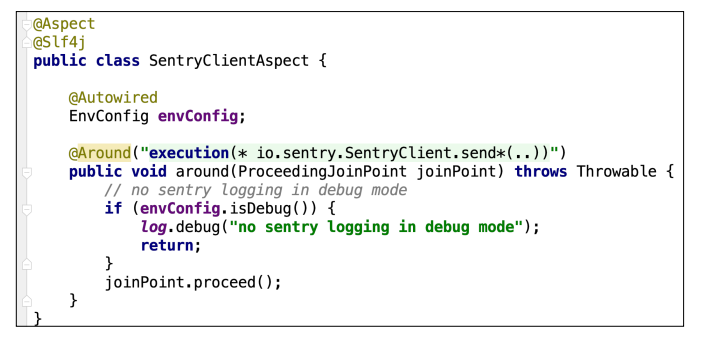 @Aspect
@Slf4j
public class SentryClientAspect {
@Autowired
EnvConfig envConfig;
@Around("execution(* io.sentry.SentryClient.send*(..))")
public void around(ProceedingJoinPoint joinPoint) throws Throwable {
// no sentry logging in debug mode
if (envConfig.isDebug()) {
log.debug("no sentry logging in debug mode");
return;
}
joinPoint.proceed();
}
}